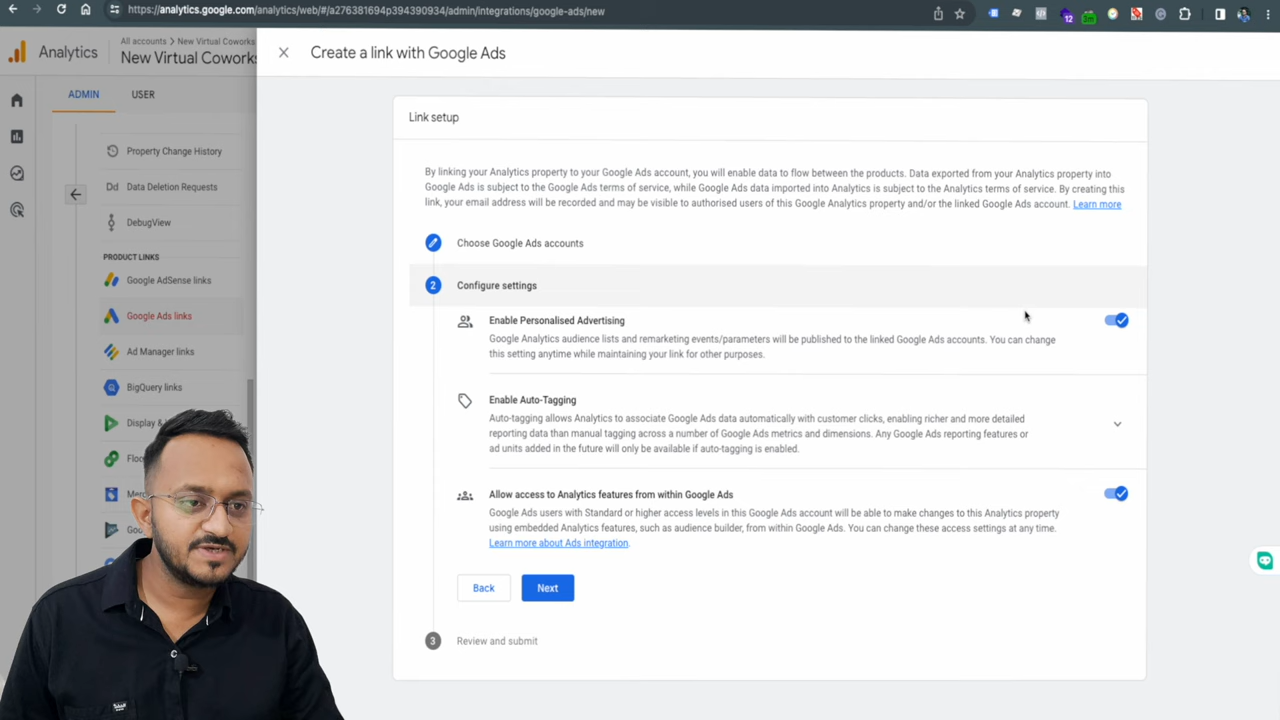 https://analytics.google.com/analytics/web/#/a276381694p394390934/admin/integrations/google-ads/new
12
Analytics
All accounts > New Virtual Cowork
New Virtual Cowork
Create a link with Google Ads
ADMIN
USER
Property Change History
Data Deletion Requests
DebugView
PRODUCT LINKS
Google AdSense links
Google Ads links
Ad Manager links
BigQuery links
Display &
Link setup
By linking your Analytics property to your Google Ads account, you will enable data to flow between the products. Data exported from your Analytics property into
Google Ads is subject to the Google Ads terms of service, while Google Ads data imported into Analytics is subject to the Analytics terms of service. By creating this
link, your email address will be recorded and may be visible to authorised users of this Google Analytics property and/or the linked Google Ads account. Learn more
Choose Google Ads accounts
2 Configure settings
Enable Personalised Advertising
Google Analytics audience lists and remarketing events/parameters will be published to the linked Google Ads accounts. You can change
this setting anytime while maintaining your link for other purposes.
Enable Auto-Tagging
Auto-tagging allows Analytics to associate Google Ads data automatically with customer clicks, enabling richer and more detailed
reporting data than manual tagging across a number of Google Ads metrics and dimensions. Any Google Ads reporting features or
ad units added in the future will only be available if auto-tagging is enabled.
Allow access to Analytics features from within Google Ads
Google Ads users with Standard or higher access levels in this Google Ads account will be able to make changes to this Analytics property
using embedded Analytics features, such as audience builder, from within Google Ads. You can change these access settings at any time.
Learn more about Ads integration.
Back
Next
3 Review and submit